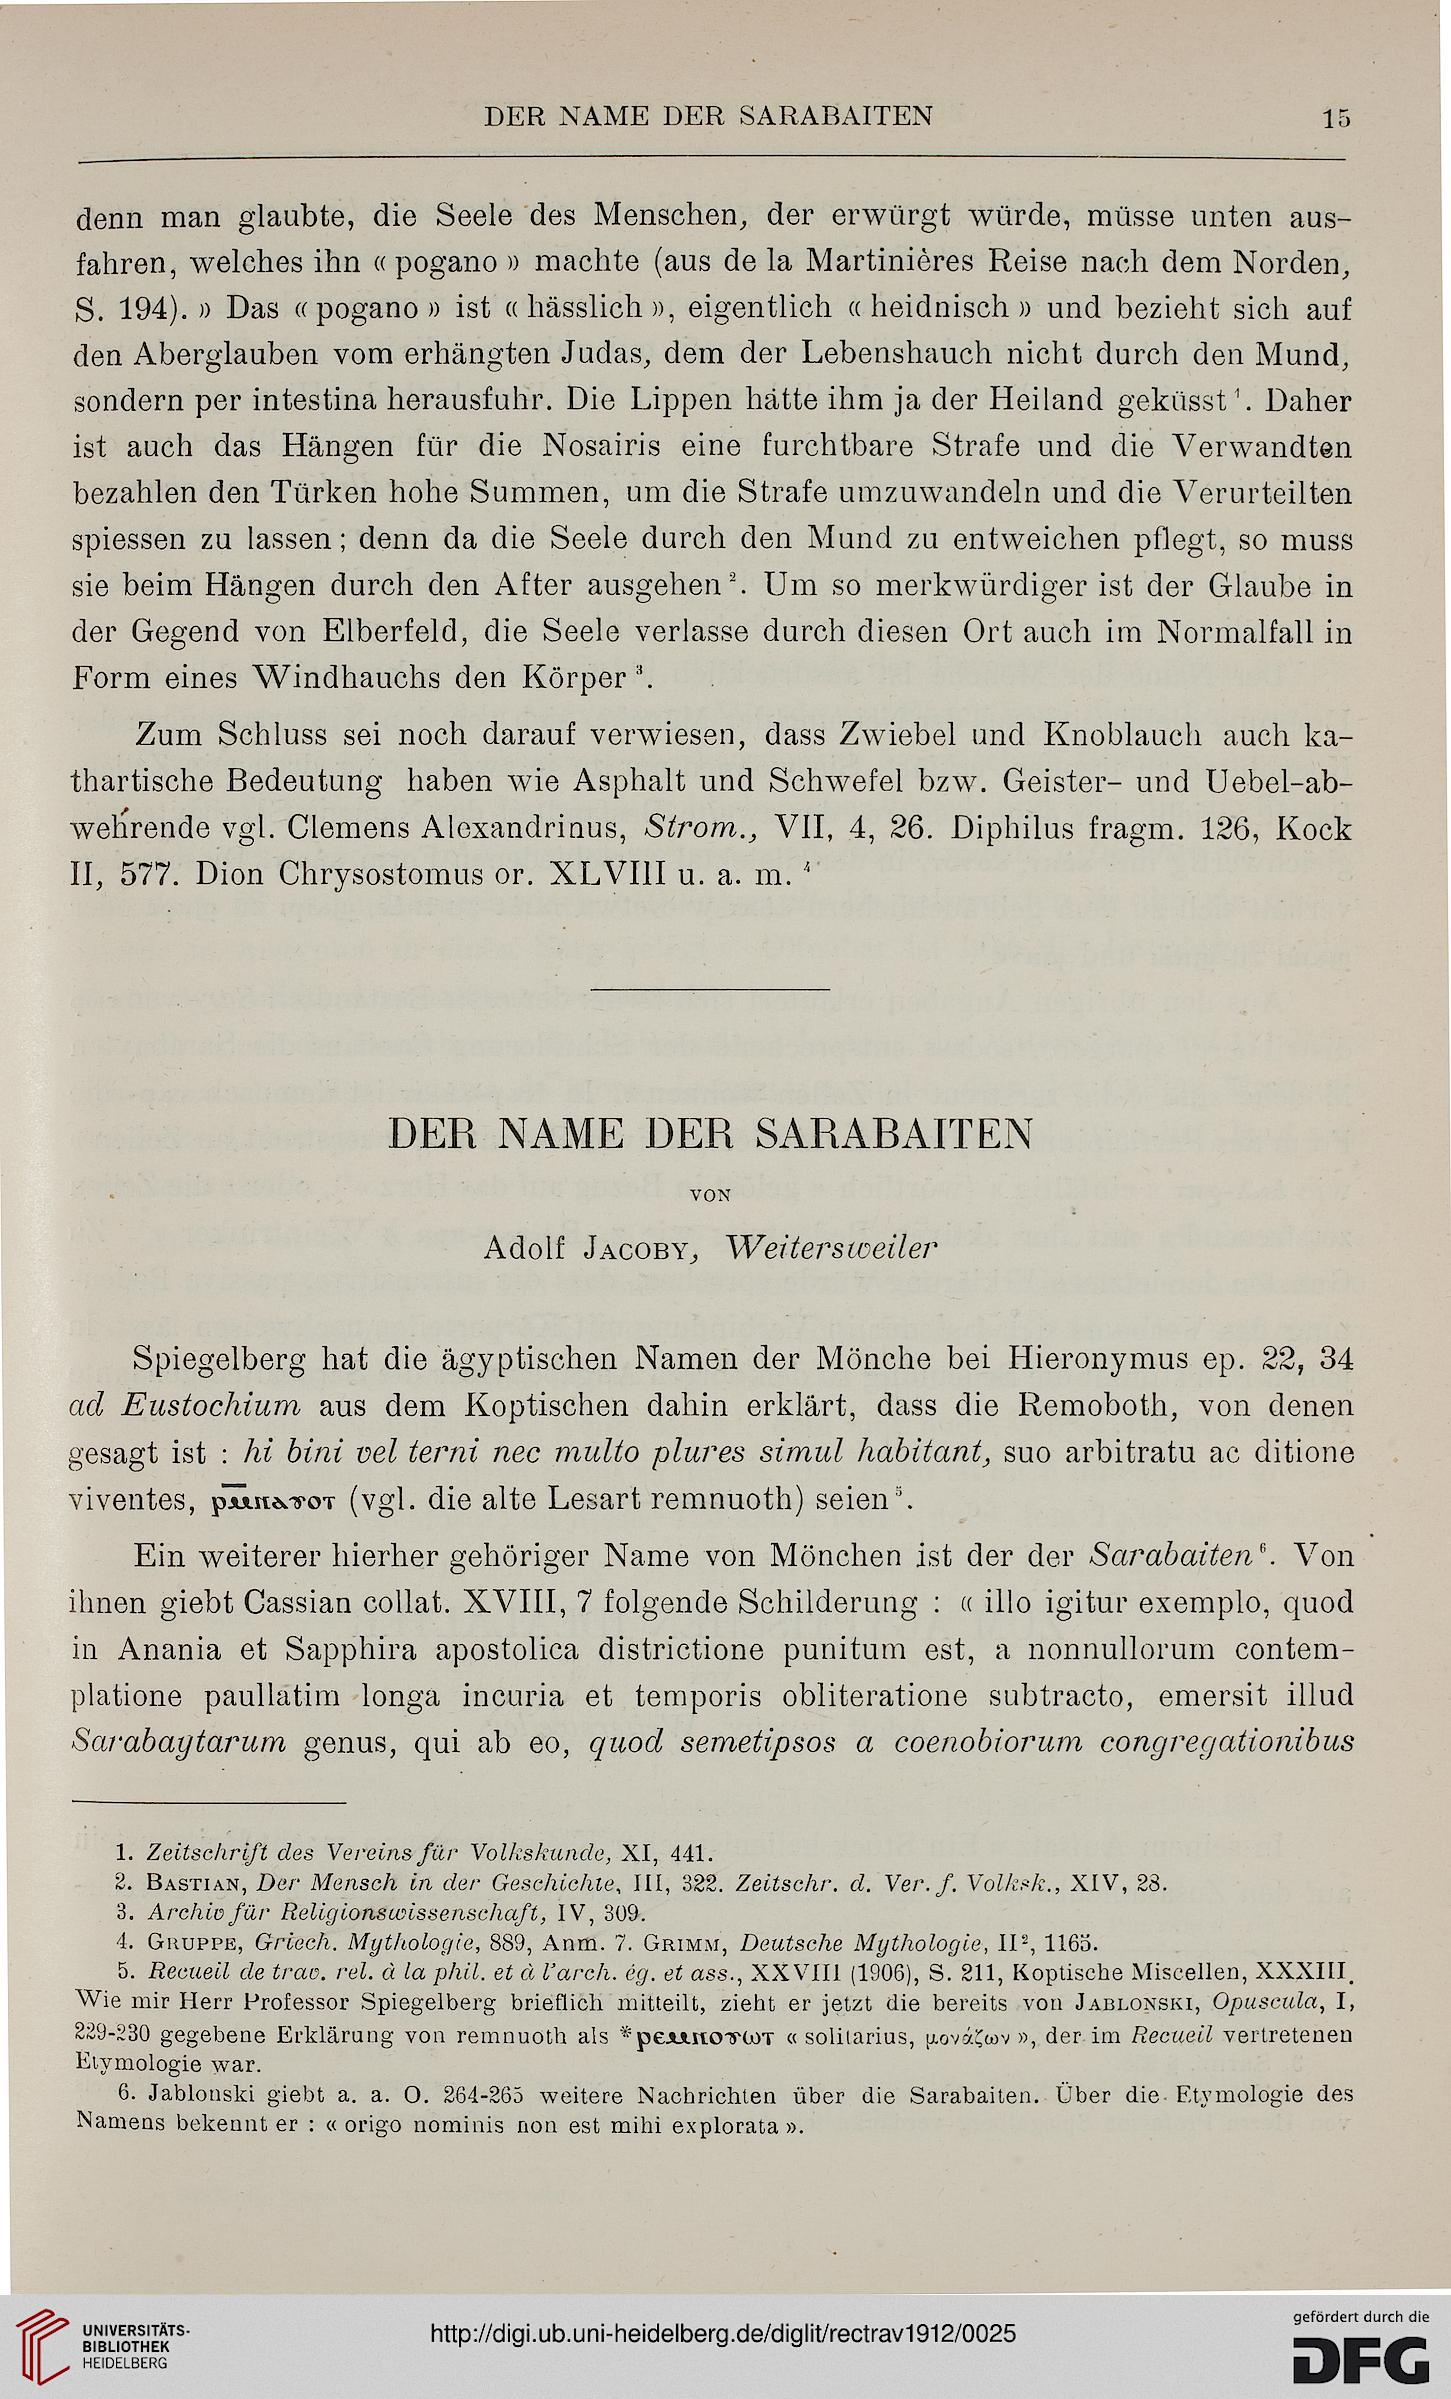 DER NAME DER SARABAITEN 15
denn man glaubte, die Seele des Menschen, der erwürgt würde, müsse unten aus-
fahren, welches ihn « pogano » machte (aus de la Martinières Reise nach dem Norden,
S. 194). » Das « pogano » ist « hässlich », eigentlich « heidnisch » und bezieht sich auf
den Aberglauben vom erhängten Judas, dem der Lebenshauch nicht durch den Mund,
sondern per intestina herausfuhr. Die Lippen hätte ihm ja der Heiland geküsst¹. Daher
ist auch das Hängen für die Nosairis eine furchtbare Strafe und die Verwandten
bezahlen den Türken hohe Summen, um die Strafe umzuwandeln und die Verurteilten
spiessen zu lassen; denn da die Seele durch den Mund zu entweichen pflegt, so muss
sie beim Hängen durch den After ausgehen². Um so merkwürdiger ist der Glaube in
der Gegend von Elberfeld, die Seele verlasse durch diesen Ort auch im Normalfall in
Form eines Windhauchs den Körper³.
Zum Schluss sei noch darauf verwiesen, dass Zwiebel und Knoblauch auch ka-
thartische Bedeutung haben wie Asphalt und Schwefel bzw. Geister- und Uebel-ab-
wehrende vgl. Clemens Alexandrinus, Strom., VII, 4, 26. Diphilus fragm. 126, Kock
II, 577. Dion Chrysostomus or. XLVIII u. a. m.⁴
DER NAME DER SARABAITEN
VON
Adolf JACOBY, Weitersweiler
Spiegelberg hat die ägyptischen Namen der Mönche bei Hieronymus ep. 22, 34
ad Eustochium aus dem Koptischen dahin erklärt, dass die Remoboth, von denen
gesagt ist : hi bini vel terni nec multo plures simul habitant, suo arbitratu ac ditione
viventes, ⲣⲙ̅ⲛⲁⲩⲟⲧ (vgl. die alte Lesart remnuoth) seien⁵.
Ein weiterer hierher gehöriger Name von Mönchen ist der der Sarabaiten⁶. Von
ihnen giebt Cassian collat. XVIII, 7 folgende Schilderung : « illo igitur exemplo, quod
in Anania et Sapphira apostolica districtione punitum est, a nonnullorum contem-
platione paullatim longa incuria et temporis obliteratione subtracto, emersit illud
Sarabaytarum genus, qui ab eo, quod semetipsos a coenobiorum congregationibus
1. Zeitschrift des Vereins für Volkskunde, XI, 441.
2. BASTIAN, Der Mensch in der Geschichte, III, 322. Zeitschr. d. Ver. f. Volksk., XIV, 28.
3. Archiv für Religionswissenschaft, IV, 309.
4. GRUPPE, Griech. Mythologie, 889, Anm. 7. GRIMM, Deutsche Mythologie, II², 1165.
5. Recueil de trav. rel. à la phil. et à l'arch. ég. et ass., XXVIII (1906), S. 211, Koptische Miscellen, XXXIII.
Wie mir Herr Professor Spiegelberg brieflich mitteilt, zieht er jetzt die bereits von JABLONSKI, Opuscula, I,
229-230 gegebene Erklärung von remnuoth als *ⲣⲉⲙⲛⲟⲩⲱⲧ « solitarius, μονάζων », der im Recueil vertretenen
Etymologie war.
6. Jablonski giebt a. a. O. 264-265 weitere Nachrichten über die Sarabaiten. Über die Etymologie des
Namens bekennt er : « origo nominis non est mihi explorata ».
UNIVERSITÄTS-
BIBLIOTHEK
HEIDELBERG
http://digi.ub.uni-heidelberg.de/diglit/rectrav1912/0025
gefördert durch die
DFG